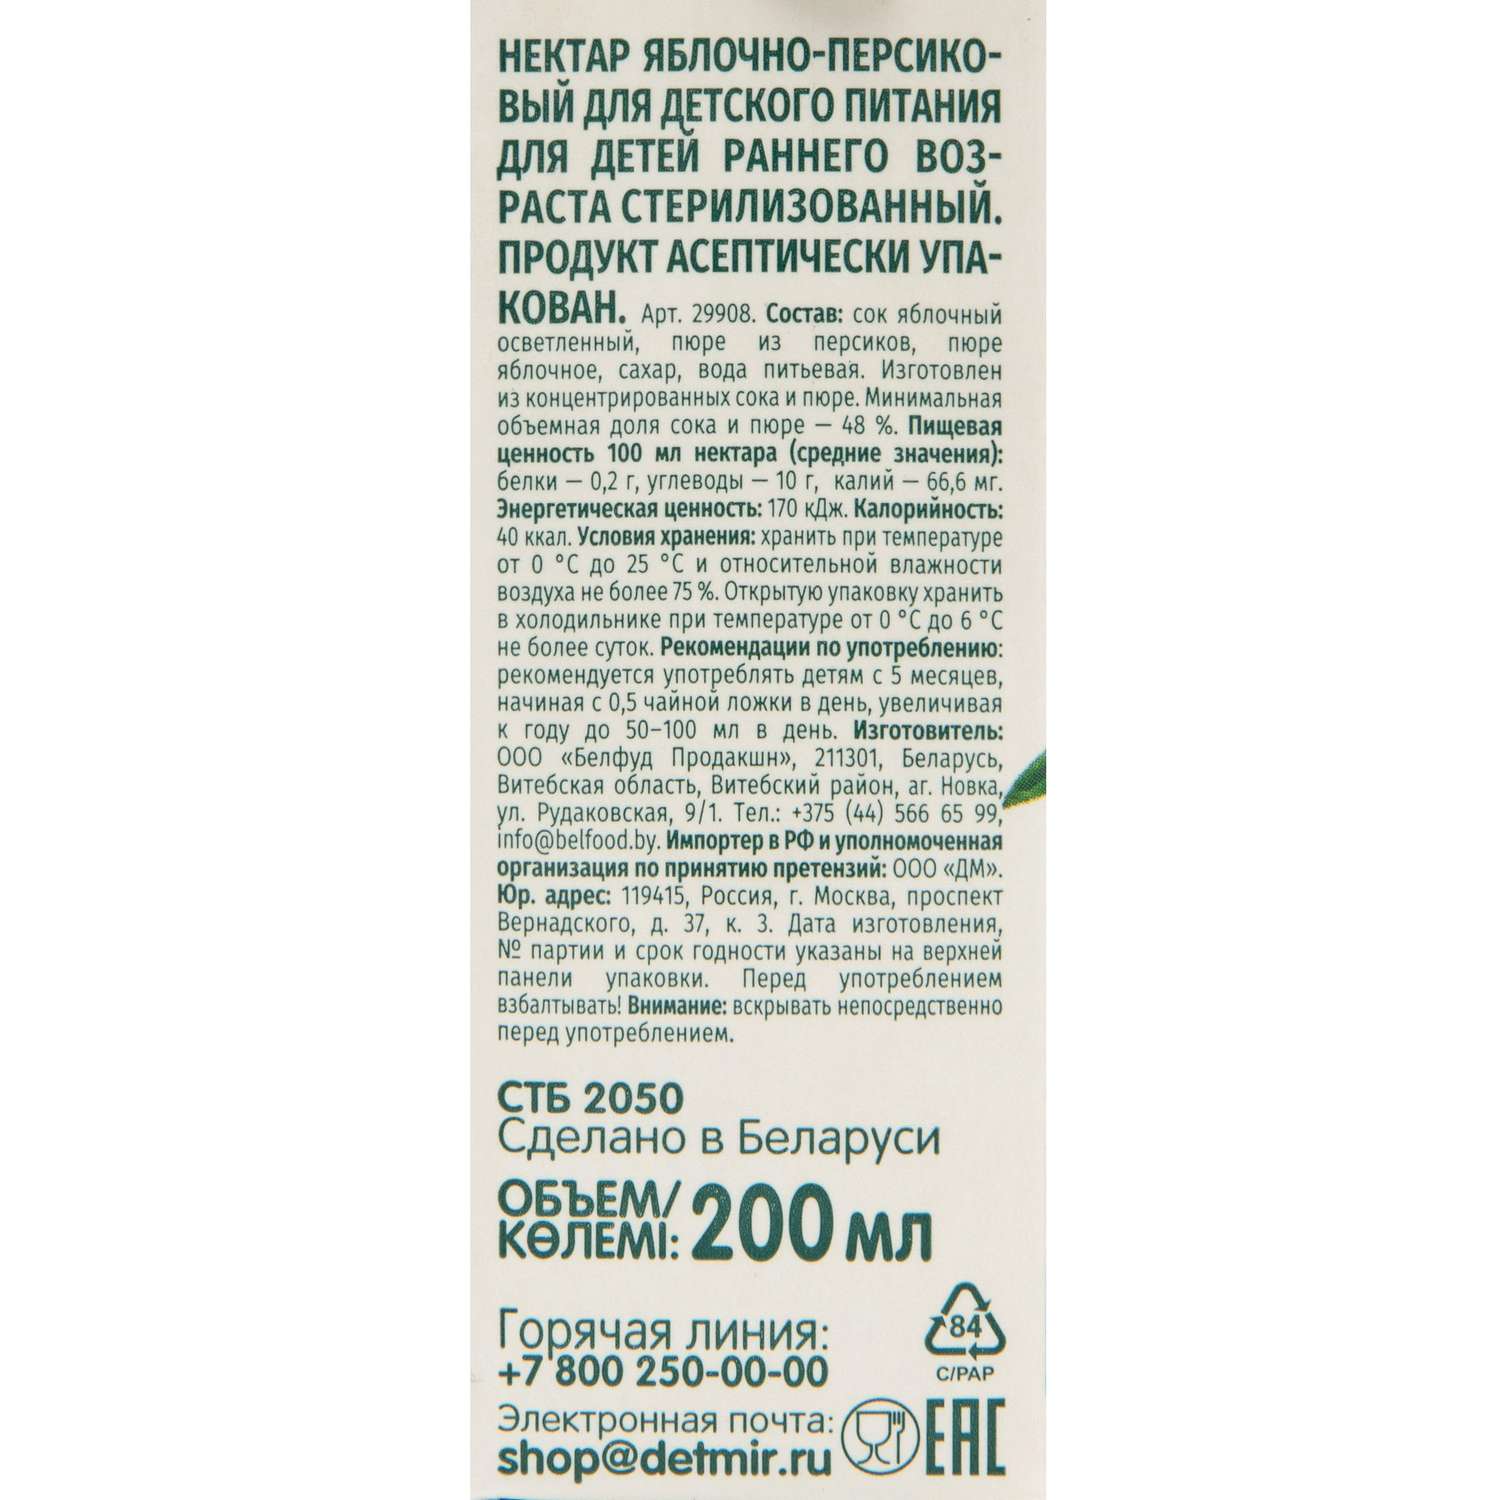 НЕКТАР ЯБЛОЧНО-ПЕРСИКО-
ВЫЙ ДЛЯ ДЕТСКОГО ПИТАНИЯ
ДЛЯ ДЕТЕЙ РАННЕГО ВОЗ-
РАСТА СТЕРИЛИЗОВАННЫЙ.
ПРОДУКТ АСЕПТИЧЕСКИ УПА-
КОВАН. Арт. 29908. Состав: сок яблочный
осветленный, пюре из персиков, пюре
яблочное, сахар, вода питьевая. Изготовлен
из концентрированных сока и пюре. Минимальная
объемная доля сока и пюре — 48 %. Пищевая
ценность 100 мл нектара (средние значения):
белки — 0,2 г, углеводы — 10 г, калий — 66,6 мг.
Энергетическая ценность: 170 кДж. Калорийность:
40 ккал. Условия хранения: хранить при температуре
от 0 °С до 25 °С и относительной влажности
воздуха не более 75 %. Открытую упаковку хранить
в холодильнике при температуре от 0 °С до 6 °С
не более суток. Рекомендации по употреблению:
рекомендуется употреблять детям с 5 месяцев,
начиная с 0,5 чайной ложки в день, увеличивая
к году до 50–100 мл в день. Изготовитель:
ООО «Белфуд Продакшн», 211301, Беларусь,
Витебская область, Витебский район, аг. Новка,
ул. Рудаковская, 9/1. Тел.: +375 (44) 566 65 99,
info@belfood.by. Импортер в РФ и уполномоченная
организация по принятию претензий: ООО «ДМ».
Юр. адрес: 119415, Россия, г. Москва, проспект
Вернадского, д. 37, к. 3. Дата изготовления,
№ партии и срок годности указаны на верхней
панели упаковки. Перед употреблением
взбалтывать! Внимание: вскрывать непосредственно
перед употреблением.
СТБ 2050
Сделано в Беларуси
ОБЪЕМ/
КӨЛЕМІ: 200 мл
84
C/PAP
Горячая линия:
+7 800 250-00-00
Электронная почта:
shop@detmir.ru
EAC